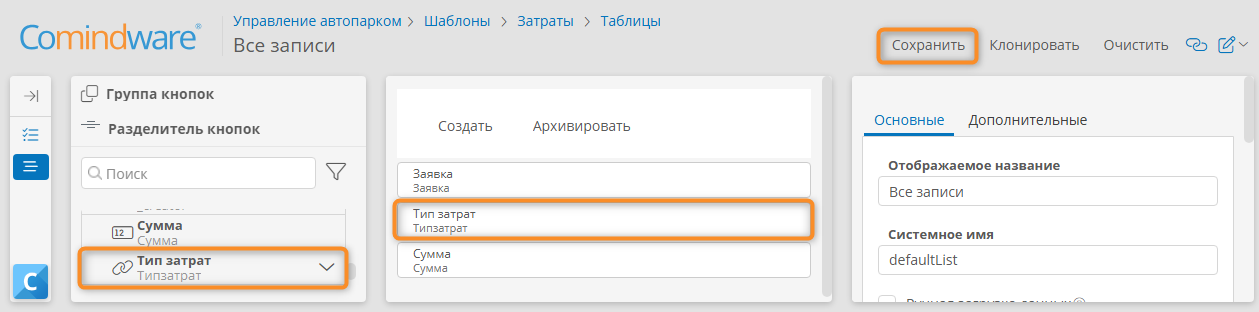 Comindware®
Управление автопарком > Шаблоны > Затраты > Таблицы
Все записи
Сохранить Клонировать Очистить
Группа кнопок
Разделитель кнопок
Поиск
12 Сумма
Сумма
Тип затрат
Типзатрат
C
Создать Архивировать
Заявка
Заявка
Тип затрат
Типзатрат
Сумма
Сумма
Основные Дополнительные
Отображаемое название
Все записи
Системное имя
defaultList